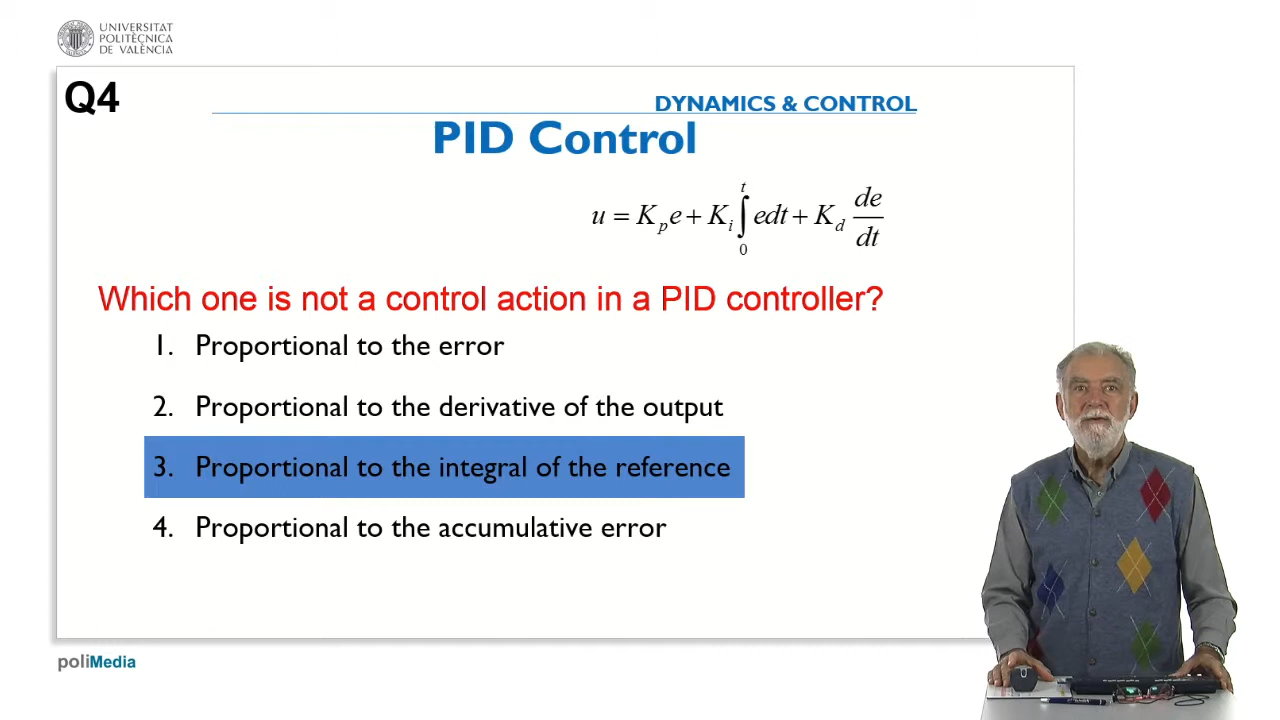 UNIVERSITAT
POLITÈCNICA
DE VALÈNCIA
Q4
DYNAMICS & CONTROL
PID Control
u = K_p e + K_i ∫_0^t edt + K_d de/dt
Which one is not a control action in a PID controller?
1. Proportional to the error
2. Proportional to the derivative of the output
3. Proportional to the integral of the reference
4. Proportional to the accumulative error
poliMedia